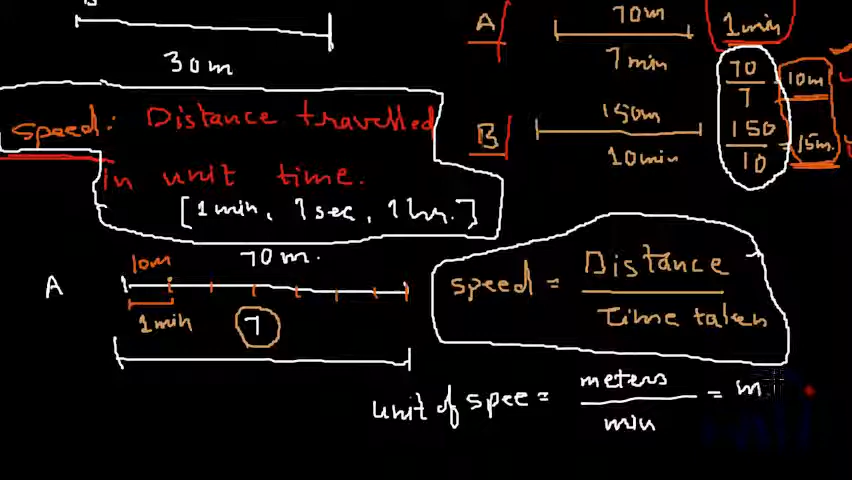 30m
A
70m
7min
1min
70/7 = 10m
B
150m
10min
150/10 = 15m.
speed: Distance travelled
in unit time.
[1min, 1sec, 1hr.]
A
10m
70m.
1min
7
speed = Distance / Time taken
unit of spee = meters / min = m